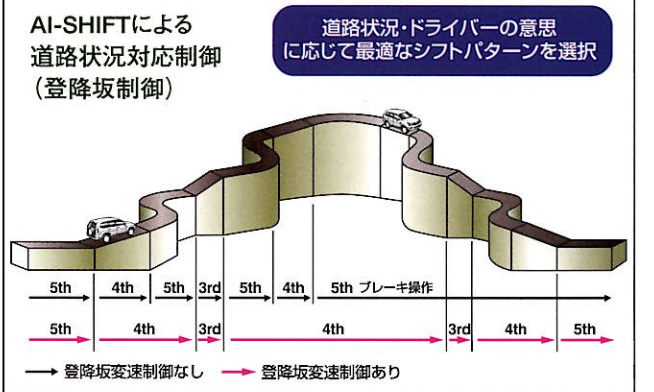 AI-SHIFTによる
道路状況対応制御
(登降坂制御)
道路状況・ドライバーの意思
に応じて最適なシフトパターンを選択
5th 4th 5th 3rd 5th 4th 5th ブレーキ操作
5th 4th 3rd 4th 3rd 4th 5th
登降坂変速制御なし 登降坂変速制御あり